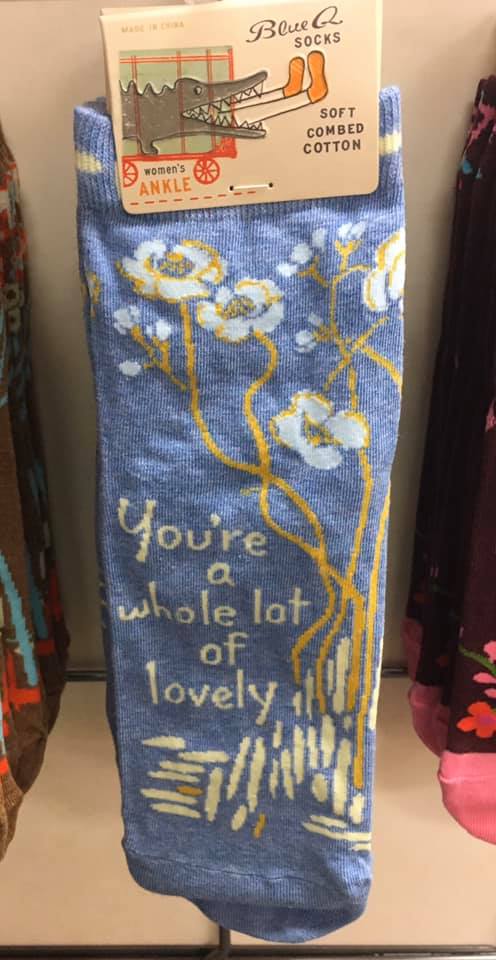 MADE IN CHINA
Blue Q
SOCKS
SOFT
COMBED
COTTON
women's
ANKLE
You're
a
whole lot
of
lovely